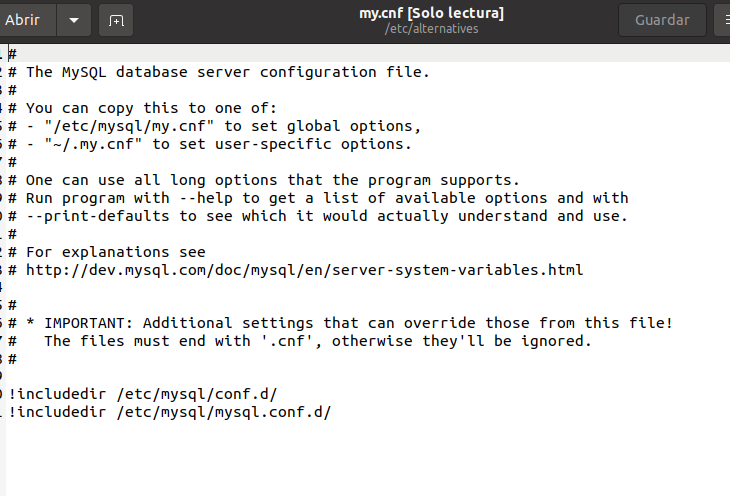 Abrir
my.cnf [Solo lectura]
/etc/alternatives
Guardar
#
# The MySQL database server configuration file.
#
# You can copy this to one of:
# - "/etc/mysql/my.cnf" to set global options,
# - "~/.my.cnf" to set user-specific options.
#
# One can use all long options that the program supports.
# Run program with --help to get a list of available options and with
# --print-defaults to see which it would actually understand and use.
#
# For explanations see
# http://dev.mysql.com/doc/mysql/en/server-system-variables.html
#
# * IMPORTANT: Additional settings that can override those from this file!
#   The files must end with '.cnf', otherwise they'll be ignored.
#
!includedir /etc/mysql/conf.d/
!includedir /etc/mysql/mysql.conf.d/